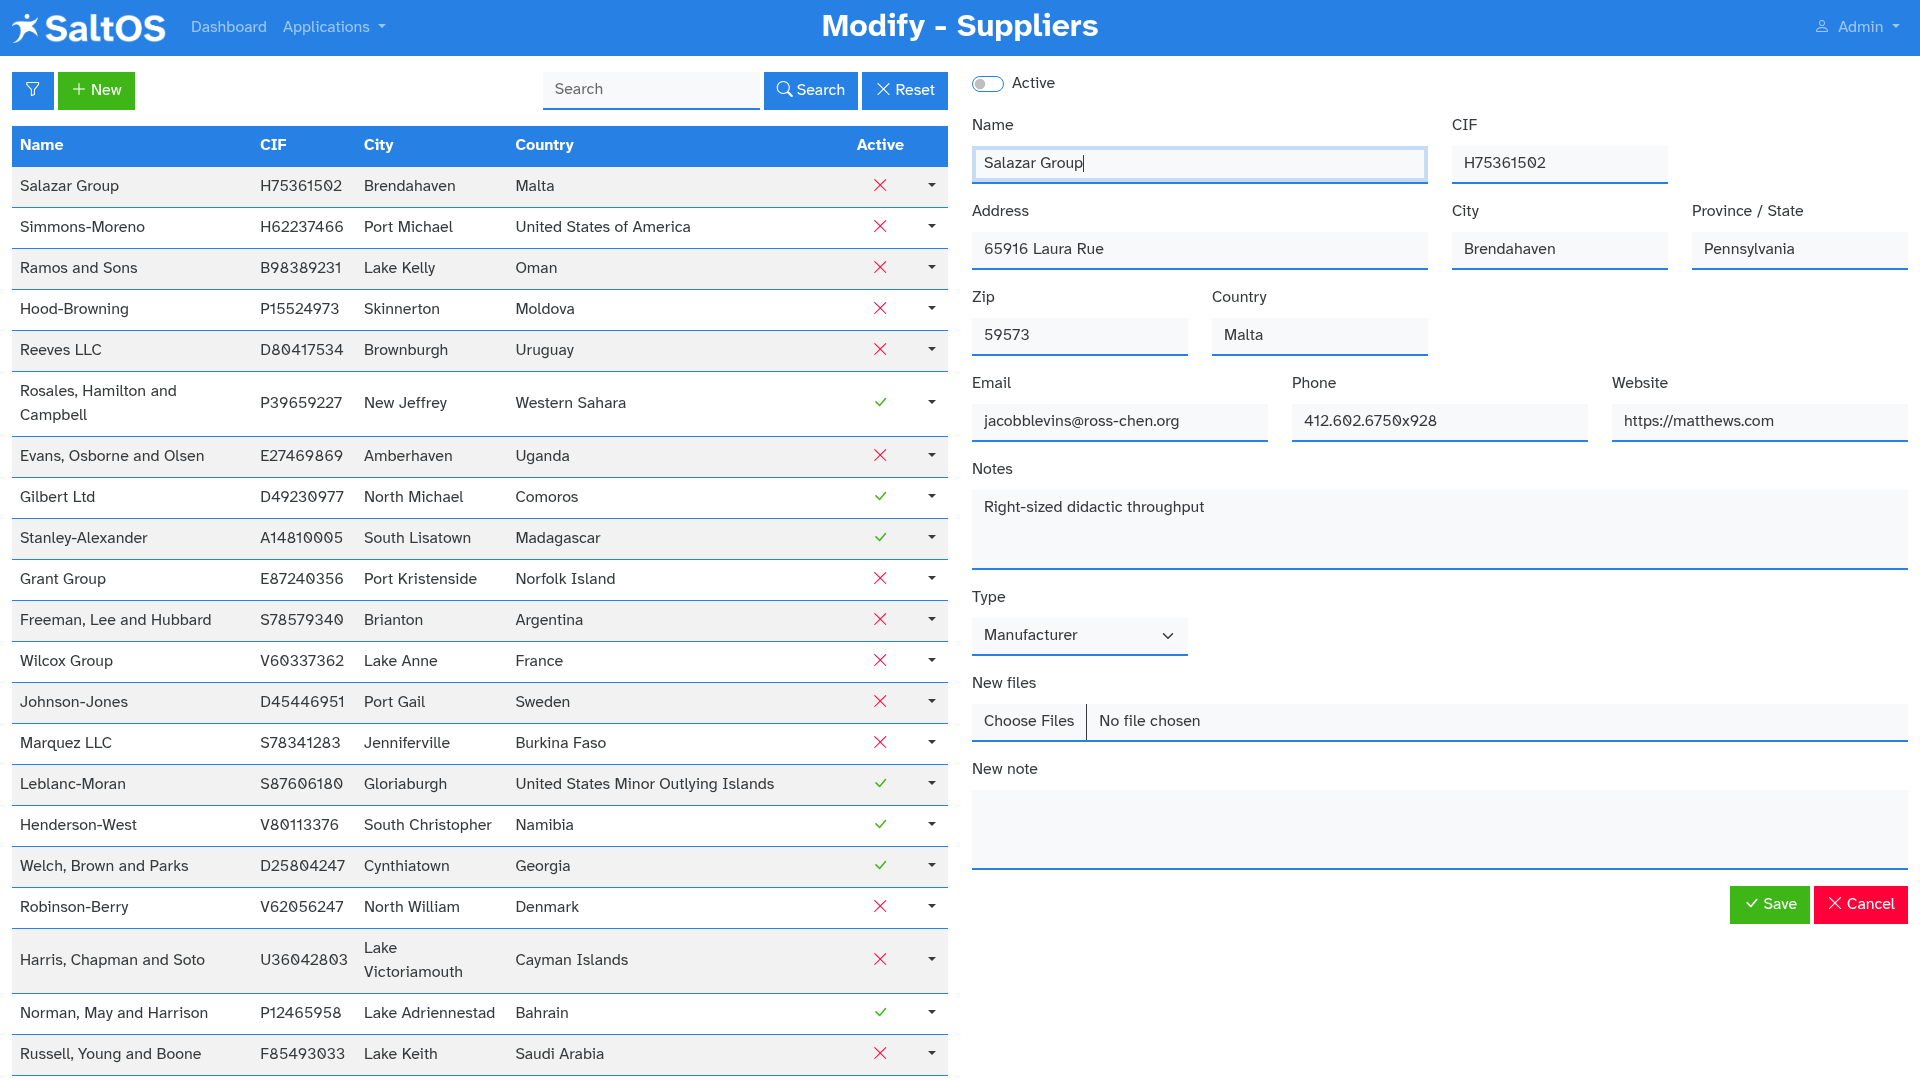 SaltOS Dashboard Applications Modify - Suppliers Admin
New Search Search Reset
Name CIF City Country Active
Salazar Group H75361502 Brendahaven Malta
Simmons-Moreno H62237466 Port Michael United States of America
Ramos and Sons B98389231 Lake Kelly Oman
Hood-Browning P15524973 Skinnerton Moldova
Reeves LLC D80417534 Brownburgh Uruguay
Rosales, Hamilton and
Campbell P39659227 New Jeffrey Western Sahara
Evans, Osborne and Olsen E27469869 Amberhaven Uganda
Gilbert Ltd D49230977 North Michael Comoros
Stanley-Alexander A14810005 South Lisatown Madagascar
Grant Group E87240356 Port Kristenside Norfolk Island
Freeman, Lee and Hubbard S78579340 Brianton Argentina
Wilcox Group V60337362 Lake Anne France
Johnson-Jones D45446951 Port Gail Sweden
Marquez LLC S78341283 Jenniferville Burkina Faso
Leblanc-Moran S87606180 Gloriaburgh United States Minor Outlying Islands
Henderson-West V80113376 South Christopher Namibia
Welch, Brown and Parks D25804247 Cynthiatown Georgia
Robinson-Berry V62056247 North William Denmark
Harris, Chapman and Soto U36042803 Lake
Victoriamouth Cayman Islands
Norman, May and Harrison P12465958 Lake Adriennestad Bahrain
Russell, Young and Boone F85493033 Lake Keith Saudi Arabia
Active
Name CIF
Salazar Group H75361502
Address City Province / State
65916 Laura Rue Brendahaven Pennsylvania
Zip Country
59573 Malta
Email Phone Website
jacobblevins@ross-chen.org 412.602.6750x928 https://matthews.com
Notes
Right-sized didactic throughput
Type
Manufacturer
New files
Choose Files No file chosen
New note
Save Cancel